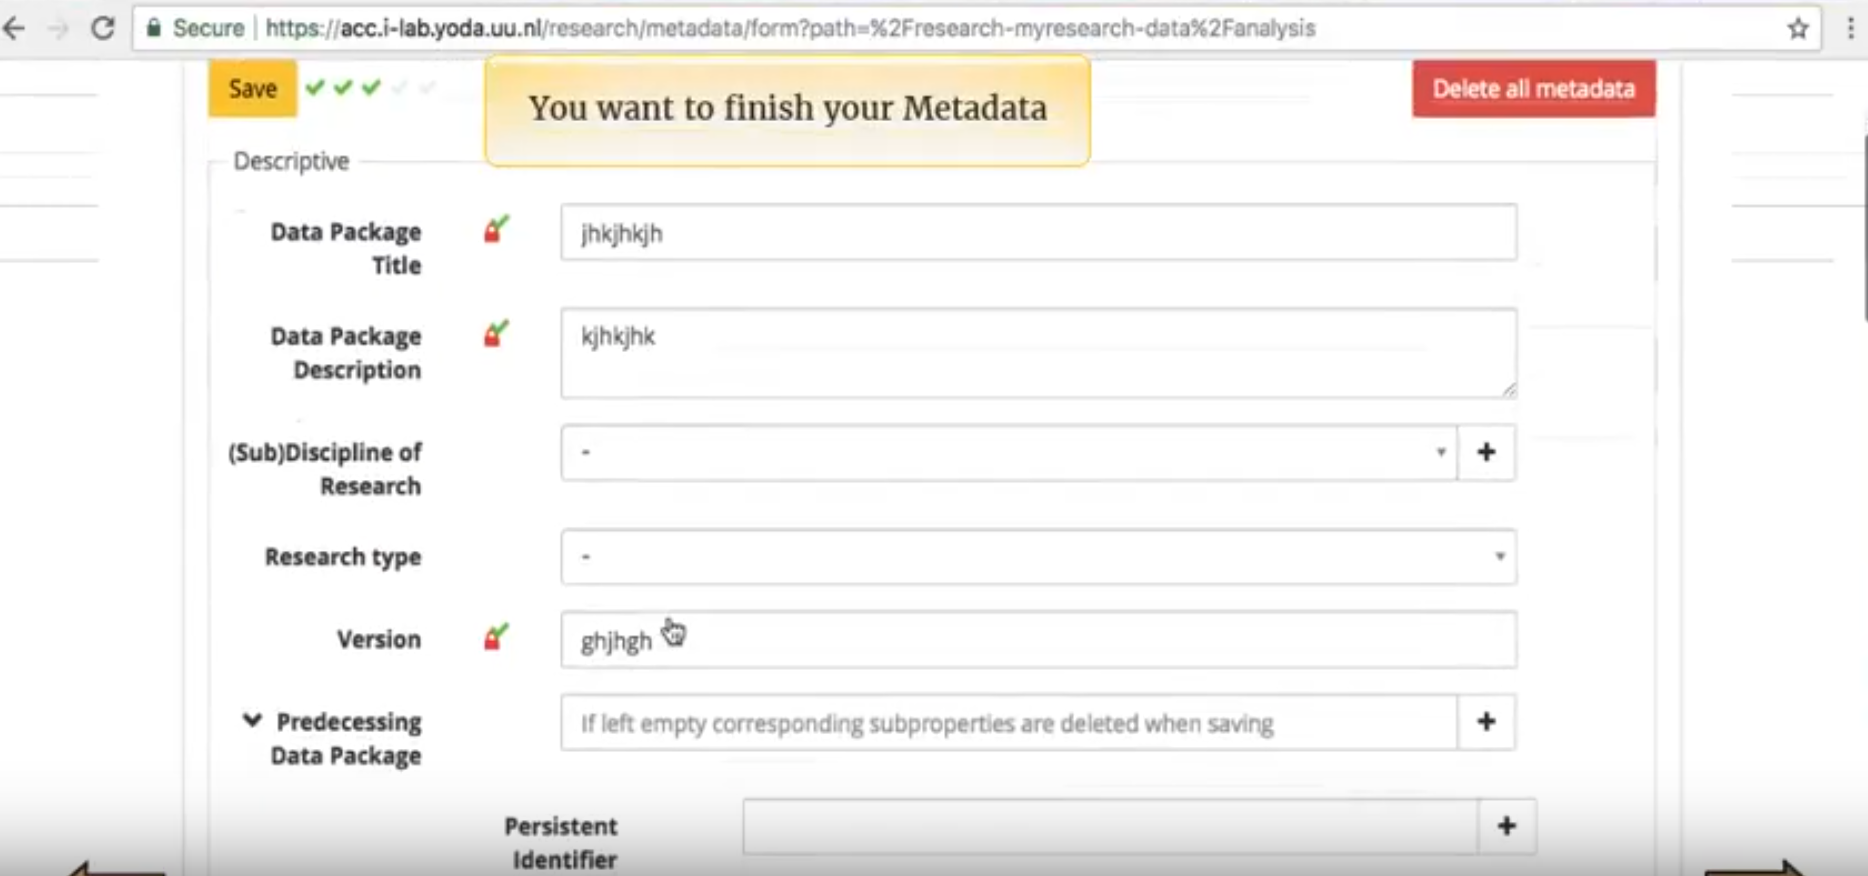 Secure https://acc.i-lab.yoda.uu.nl/research/metadata/form?path=%2Fresearch-myresearch-data%2Fanalysis
Save
You want to finish your Metadata
Delete all metadata
Descriptive
Data Package
Title
jhkjhkjh
Data Package
Description
kjhkjhk
(Sub)Discipline of
Research
-
Research type
-
Version
ghjhgh
Predecessing
Data Package
If left empty corresponding subproperties are deleted when saving
Persistent
Identifier